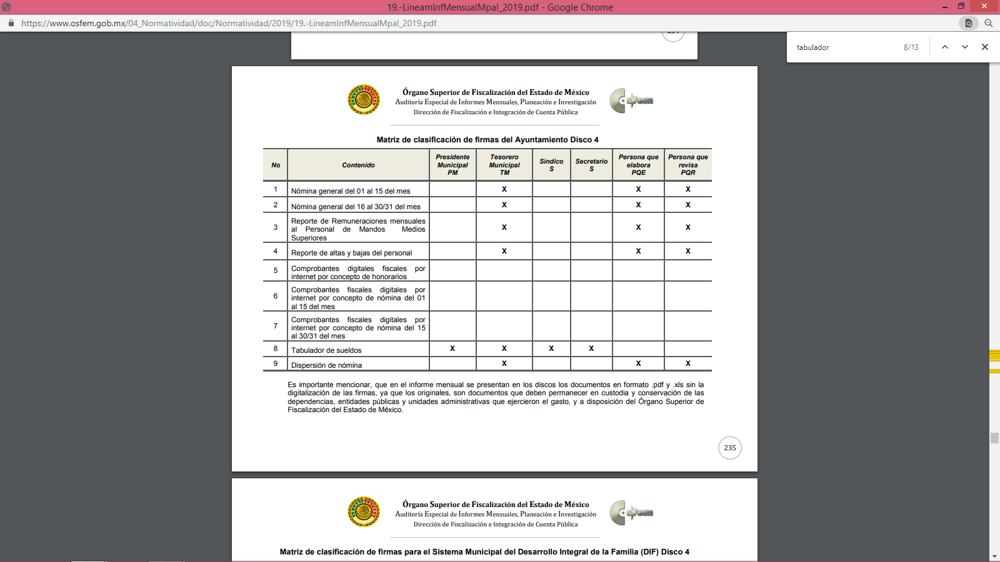 19.-LineamInfMensualMpal_2019.pdf - Google Chrome
https://www.osfem.gob.mx/04_Normatividad/doc/Normatividad/2019/19.-LineamInfMensualMpal_2019.pdf
tabulador 8/13
Órgano Superior de Fiscalización del Estado de México
Auditoría Especial de Informes Mensuales, Planeación e Investigación
Dirección de Fiscalización e Integración de Cuenta Pública
osfem
Matriz de clasificación de firmas del Ayuntamiento Disco 4
No Contenido Presidente Municipal PM Tesorero Municipal TM Sindico S Secretario S Persona que elabora PQE Persona que revisa PQR
1 Nómina general del 01 al 15 del mes X X X
2 Nómina general del 16 al 30/31 del mes X X X
3 Reporte de Remuneraciones mensuales
al Personal de Mandos Medios
Superiores X X X
4 Reporte de altas y bajas del personal X X X
5 Comprobantes digitales fiscales por
internet por concepto de honorarios
6 Comprobantes fiscales digitales por
internet por concepto de nómina del 01
al 15 del mes
7 Comprobantes fiscales digitales por
internet por concepto de nómina del 15
al 30/31 del mes
8 Tabulador de sueldos X X X X
9 Dispersión de nómina X X X
Es importante mencionar, que en el informe mensual se presentan en los discos los documentos en formato .pdf y .xls sin la
digitalización de las firmas, ya que los originales, son documentos que deben permanecer en custodia y conservación de las
dependencias, entidades públicas y unidades administrativas que ejercieron el gasto, y a disposición del Órgano Superior de
Fiscalización del Estado de México.
235
Órgano Superior de Fiscalización del Estado de México
Auditoría Especial de Informes Mensuales, Planeación e Investigación
Dirección de Fiscalización e Integración de Cuenta Pública
osfem
Matriz de clasificación de firmas para el Sistema Municipal del Desarrollo Integral de la Familia (DIF) Disco 4